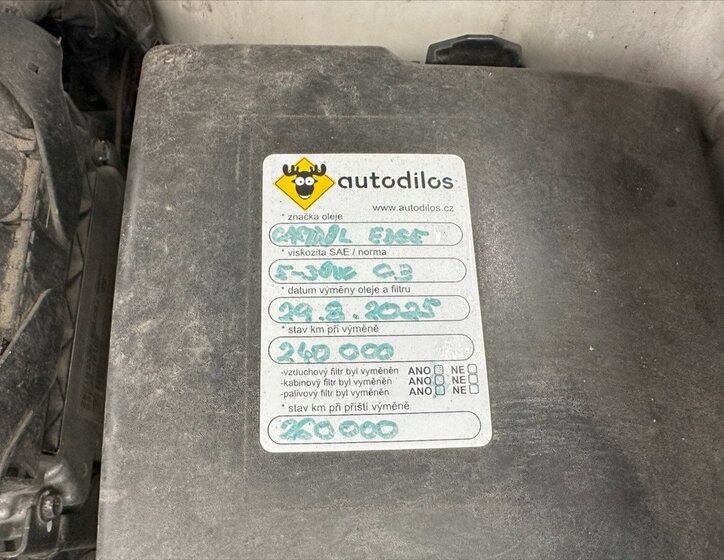 autodilos
www.autodilos.cz
* značka oleje
CASTROL EDGE
* viskozita SAE / norma
5-30W C3
* datum výměny oleje a filtru
29.8.2025
* stav km při výměně
240 000
-vzduchový filtr byl vyměněn ANO NE
-kabinový filtr byl vyměněn ANO NE
-palivový filtr byl vyměněn ANO NE
* stav km při příští výměně
260000